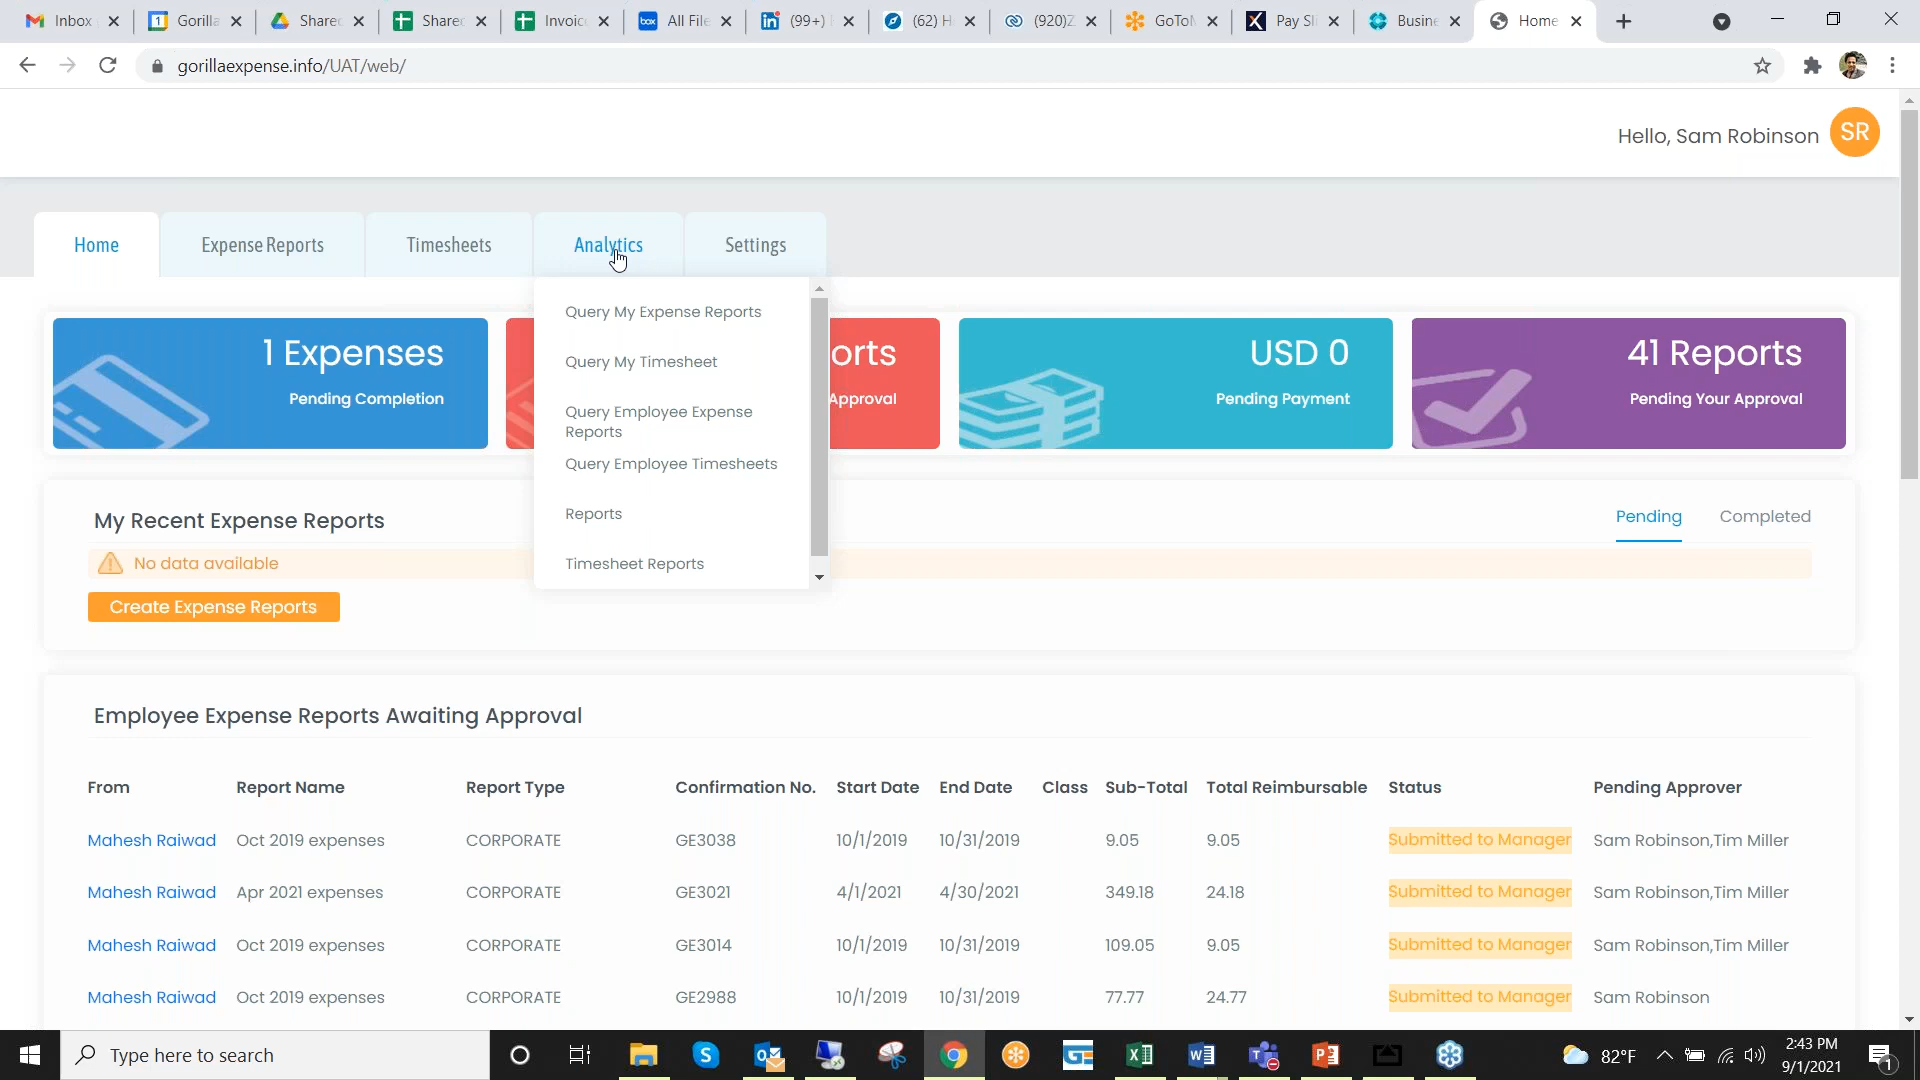 Inbox
Gorilla
Share
Share
Invoic
box
All File
(99+)
(62) H
(920)Z
GoToM
Pay Sli
Busine
Home
gorillaexpense.info/UAT/web/
Hello, Sam Robinson
SR
Home
Expense Reports
Timesheets
Analytics
Settings
Query My Expense Reports
Query My Timesheet
Query Employee Expense
Reports
Query Employee Timesheets
Reports
Timesheet Reports
1 Expenses
Pending Completion
orts
Approval
USD 0
Pending Payment
41 Reports
Pending Your Approval
My Recent Expense Reports
Pending
Completed
No data available
Create Expense Reports
Employee Expense Reports Awaiting Approval
From Report Name Report Type Confirmation No. Start Date End Date Class Sub-Total Total Reimbursable Status Pending Approver
Mahesh Raiwad Oct 2019 expenses CORPORATE GE3038 10/1/2019 10/31/2019 9.05 9.05 Submitted to Manager Sam Robinson,Tim Miller
Mahesh Raiwad Apr 2021 expenses CORPORATE GE3021 4/1/2021 4/30/2021 349.18 24.18 Submitted to Manager Sam Robinson,Tim Miller
Mahesh Raiwad Oct 2019 expenses CORPORATE GE3014 10/1/2019 10/31/2019 109.05 9.05 Submitted to Manager Sam Robinson,Tim Miller
Mahesh Raiwad Oct 2019 expenses CORPORATE GE2988 10/1/2019 10/31/2019 77.77 24.77 Submitted to Manager Sam Robinson
Type here to search
82°F
2:43 PM
9/1/2021
1